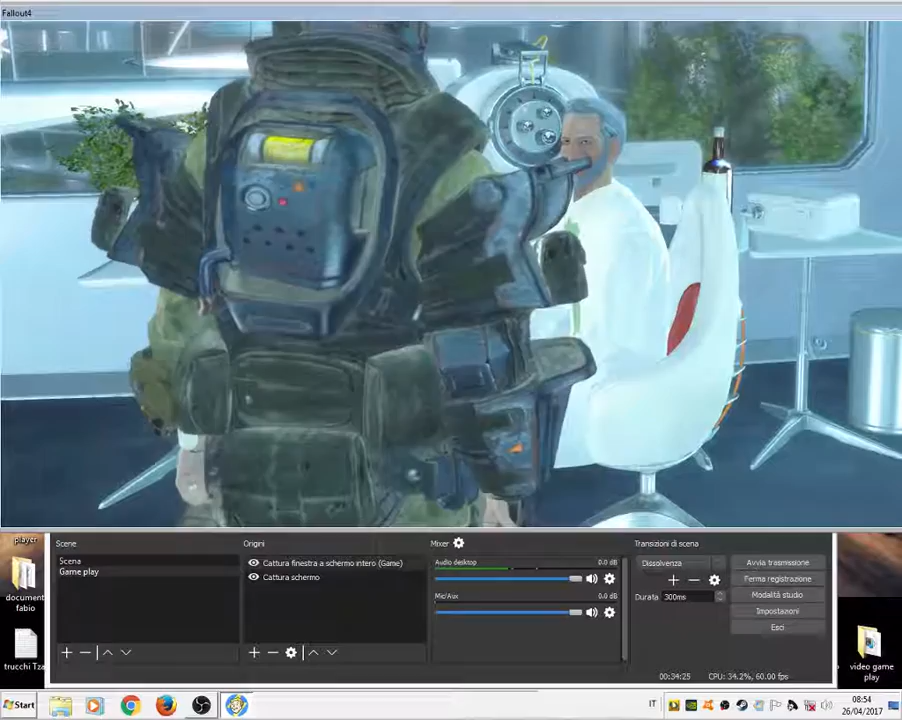 Fallout4
player
document
fabio
trucchi Tza
Scene
Scena
Game play
Origini
Cattura finestra a schermo intero (Game)
Cattura schermo
Mixer
Audio desktop
0.0 dB
Mic/Aux
0.0 dB
Transizioni di scena
Dissolvenza
Durata
300ms
Avvia trasmissione
Ferma registrazione
Modalità studio
Impostazioni
Esci
00:34:25
CPU: 34.2%, 60.00 fps
video game
play
Start
IT
08:54
26/04/2017